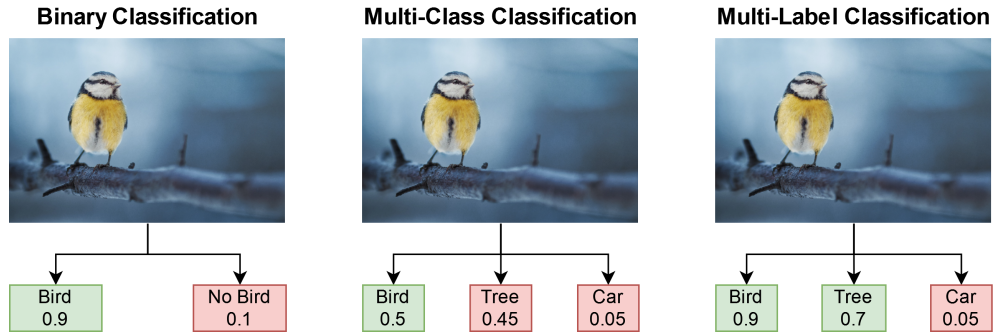 Binary Classification
Multi-Class Classification
Multi-Label Classification
Bird
0.9
No Bird
0.1
Bird
0.5
Tree
0.45
Car
0.05
Bird
0.9
Tree
0.7
Car
0.05